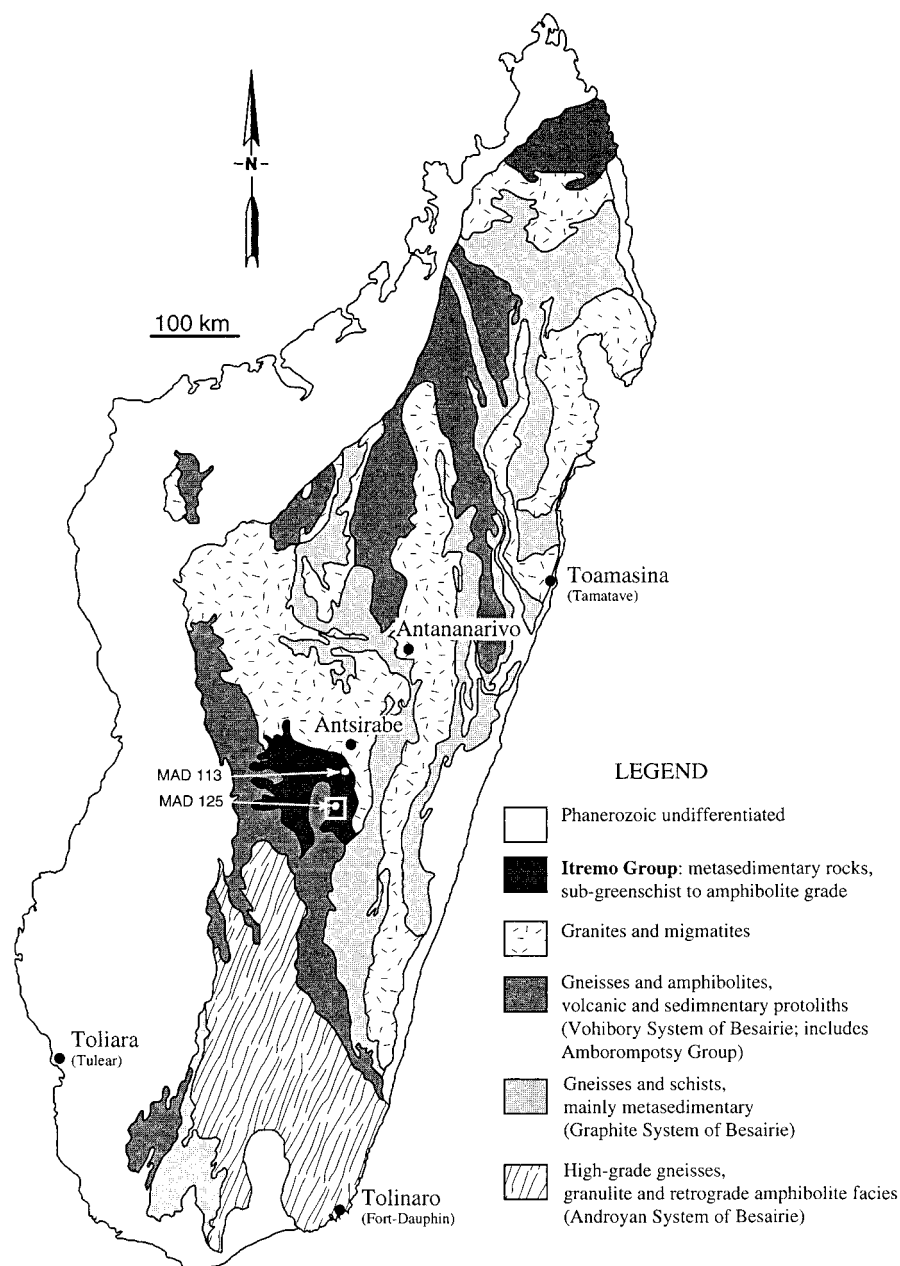 -N-
100 km
Toamasina
(Tamatave)
Antananarivo
Antsirabe
MAD 113
MAD 125
Toliara
(Tulear)
Tolinaro
(Fort-Dauphin)
LEGEND
Phanerozoic undifferentiated
Itremo Group: metasedimentary rocks,
sub-greenschist to amphibolite grade
Granites and migmatites
Gneisses and amphibolites,
volcanic and sedimnentary protoliths
(Vohibory System of Besairie; includes
Amborompotsy Group)
Gneisses and schists,
mainly metasedimentary
(Graphite System of Besairie)
High-grade gneisses,
granulite and retrograde amphibolite facies
(Androyan System of Besairie)